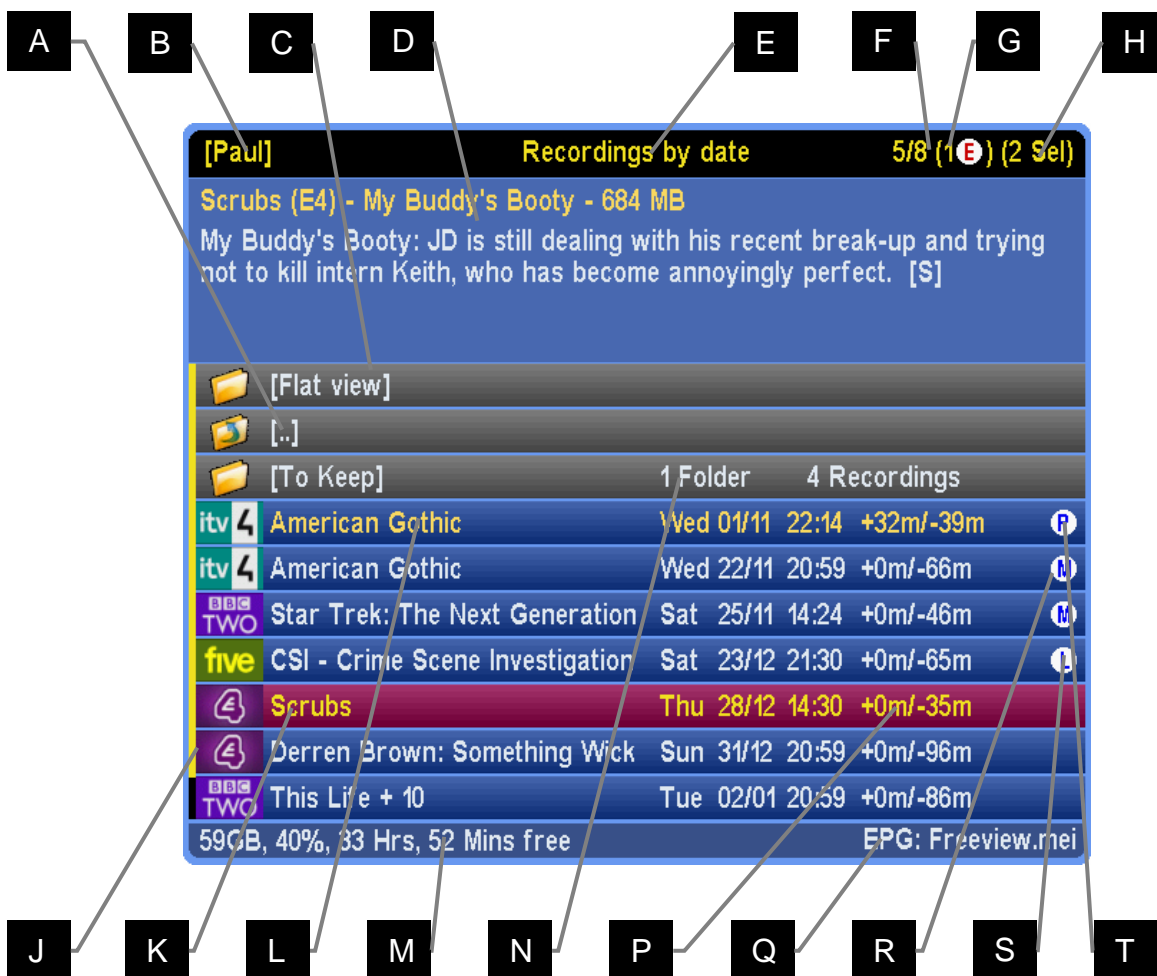 A B C D E F G H
[Paul] Recordings by date 5/8 (1 E ) (2 Sel)
Scrubs (E4) - My Buddy's Booty - 684 MB
My Buddy's Booty: JD is still dealing with his recent break-up and trying
not to kill intern Keith, who has become annoyingly perfect. [S]
[Flat view]
[..]
[To Keep] 1 Folder 4 Recordings
itv 4 American Gothic Wed 01/11 22:14 +32m/-39m P
itv 4 American Gothic Wed 22/11 20:59 +0m/-66m M
BBC TWO Star Trek: The Next Generation Sat 25/11 14:24 +0m/-46m M
five CSI - Crime Scene Investigation Sat 23/12 21:30 +0m/-65m L
E4 Scrubs Thu 28/12 14:30 +0m/-35m
E4 Derren Brown: Something Wick Sun 31/12 20:59 +0m/-96m
BBC TWO This Life + 10 Tue 02/01 20:59 +0m/-86m
59GB, 40%, 33 Hrs, 52 Mins free EPG: Freeview.mei
J K L M N P Q R S T